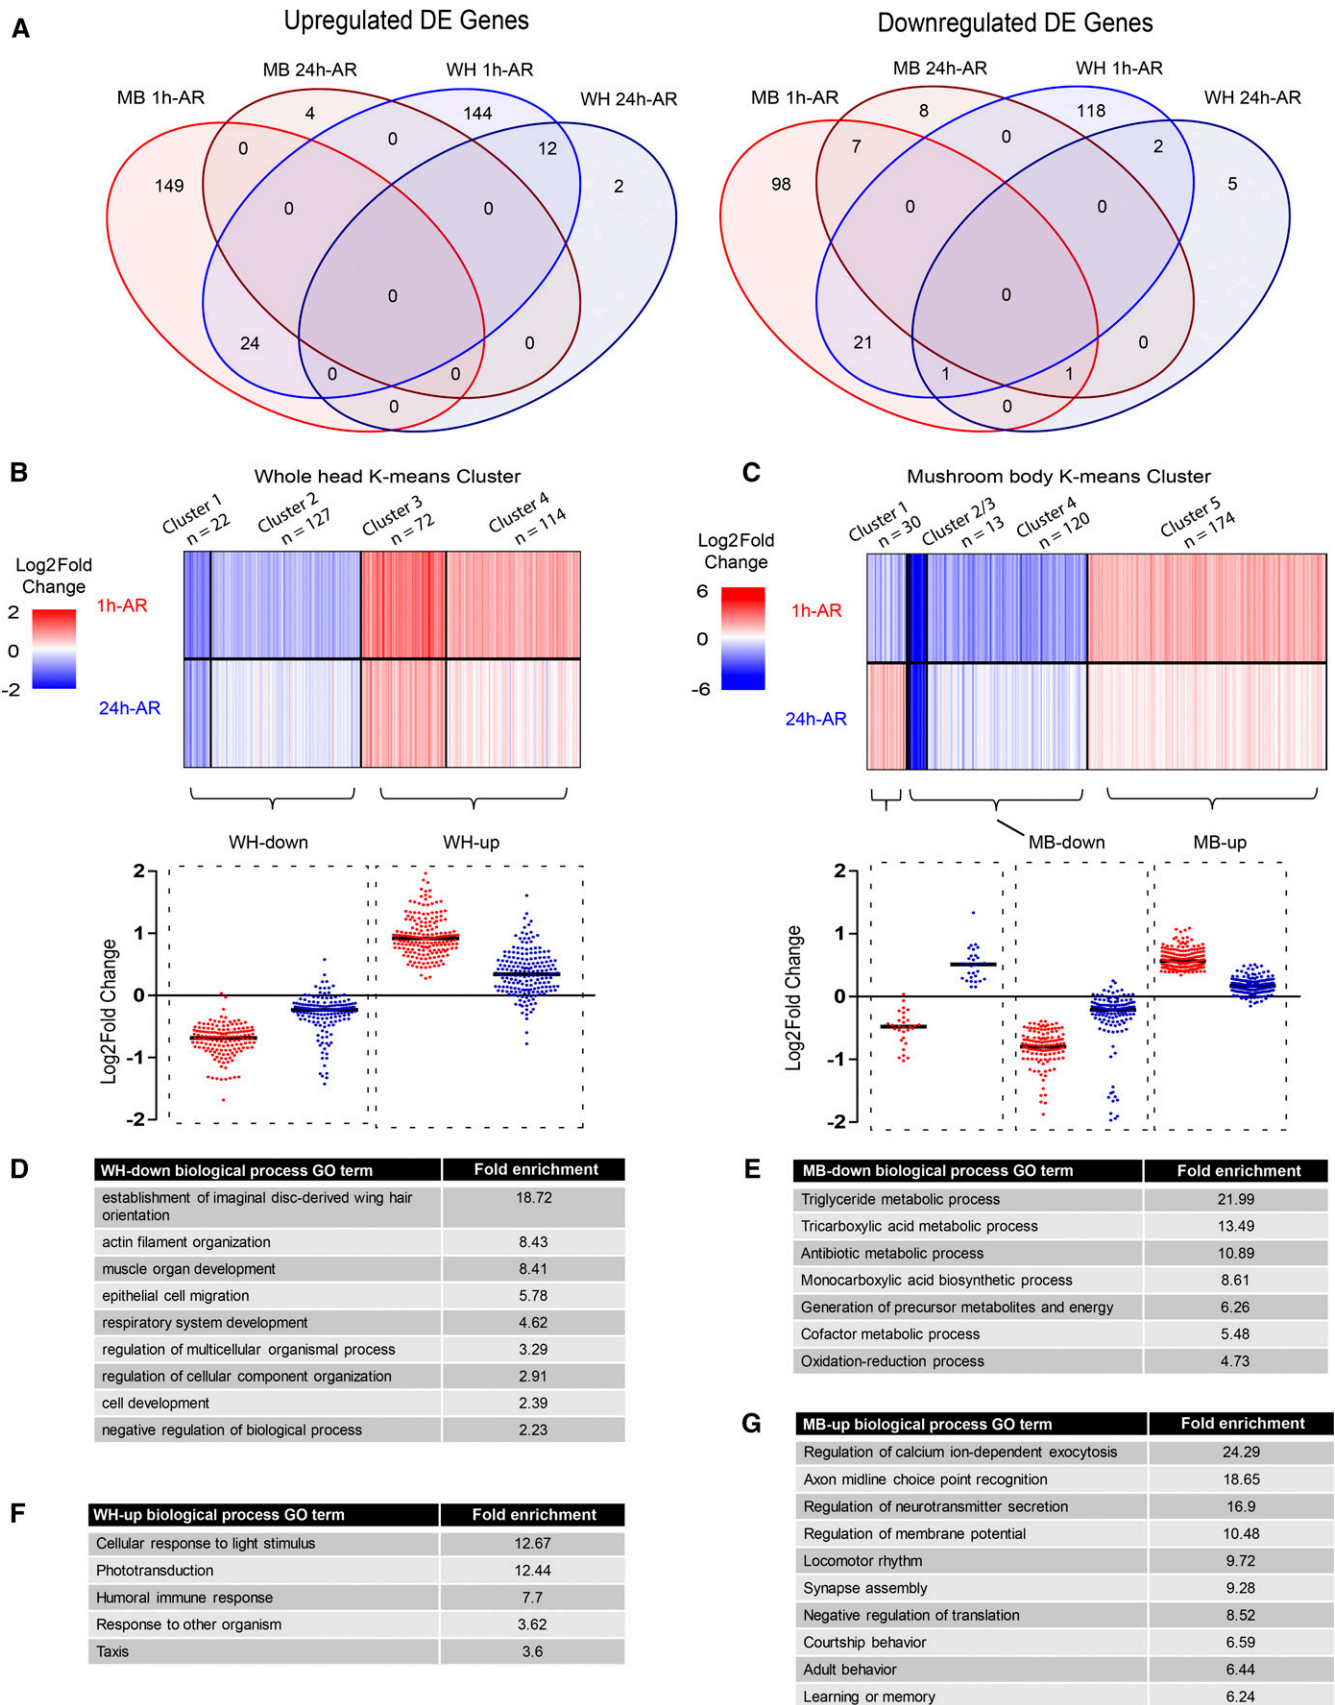 A
Upregulated DE Genes
Downregulated DE Genes
MB 1h-AR
MB 24h-AR
WH 1h-AR
WH 24h-AR
149
0
4
0
144
12
2
0
0
0
24
0
0
0
0
MB 1h-AR
MB 24h-AR
WH 1h-AR
WH 24h-AR
98
7
8
0
118
2
5
0
0
0
21
1
1
0
0
B
Whole head K-means Cluster
Cluster 1
n = 22
Cluster 2
n = 127
Cluster 3
n = 72
Cluster 4
n = 114
Log2Fold
Change
2
0
-2
1h-AR
24h-AR
WH-down
WH-up
Log2Fold Change
2
1
0
-1
-2
C
Mushroom body K-means Cluster
Cluster 1
n = 30
Cluster 2/3
n = 13
Cluster 4
n = 120
Cluster 5
n = 174
Log2Fold
Change
6
0
-6
1h-AR
24h-AR
MB-down
MB-up
Log2Fold Change
2
1
0
-1
-2
D
WH-down biological process GO term Fold enrichment
establishment of imaginal disc-derived wing hair
orientation 18.72
actin filament organization 8.43
muscle organ development 8.41
epithelial cell migration 5.78
respiratory system development 4.62
regulation of multicellular organismal process 3.29
regulation of cellular component organization 2.91
cell development 2.39
negative regulation of biological process 2.23
E
MB-down biological process GO term Fold enrichment
Triglyceride metabolic process 21.99
Tricarboxylic acid metabolic process 13.49
Antibiotic metabolic process 10.89
Monocarboxylic acid biosynthetic process 8.61
Generation of precursor metabolites and energy 6.26
Cofactor metabolic process 5.48
Oxidation-reduction process 4.73
F
WH-up biological process GO term Fold enrichment
Cellular response to light stimulus 12.67
Phototransduction 12.44
Humoral immune response 7.7
Response to other organism 3.62
Taxis 3.6
G
MB-up biological process GO term Fold enrichment
Regulation of calcium ion-dependent exocytosis 24.29
Axon midline choice point recognition 18.65
Regulation of neurotransmitter secretion 16.9
Regulation of membrane potential 10.48
Locomotor rhythm 9.72
Synapse assembly 9.28
Negative regulation of translation 8.52
Courtship behavior 6.59
Adult behavior 6.44
Learning or memory 6.24